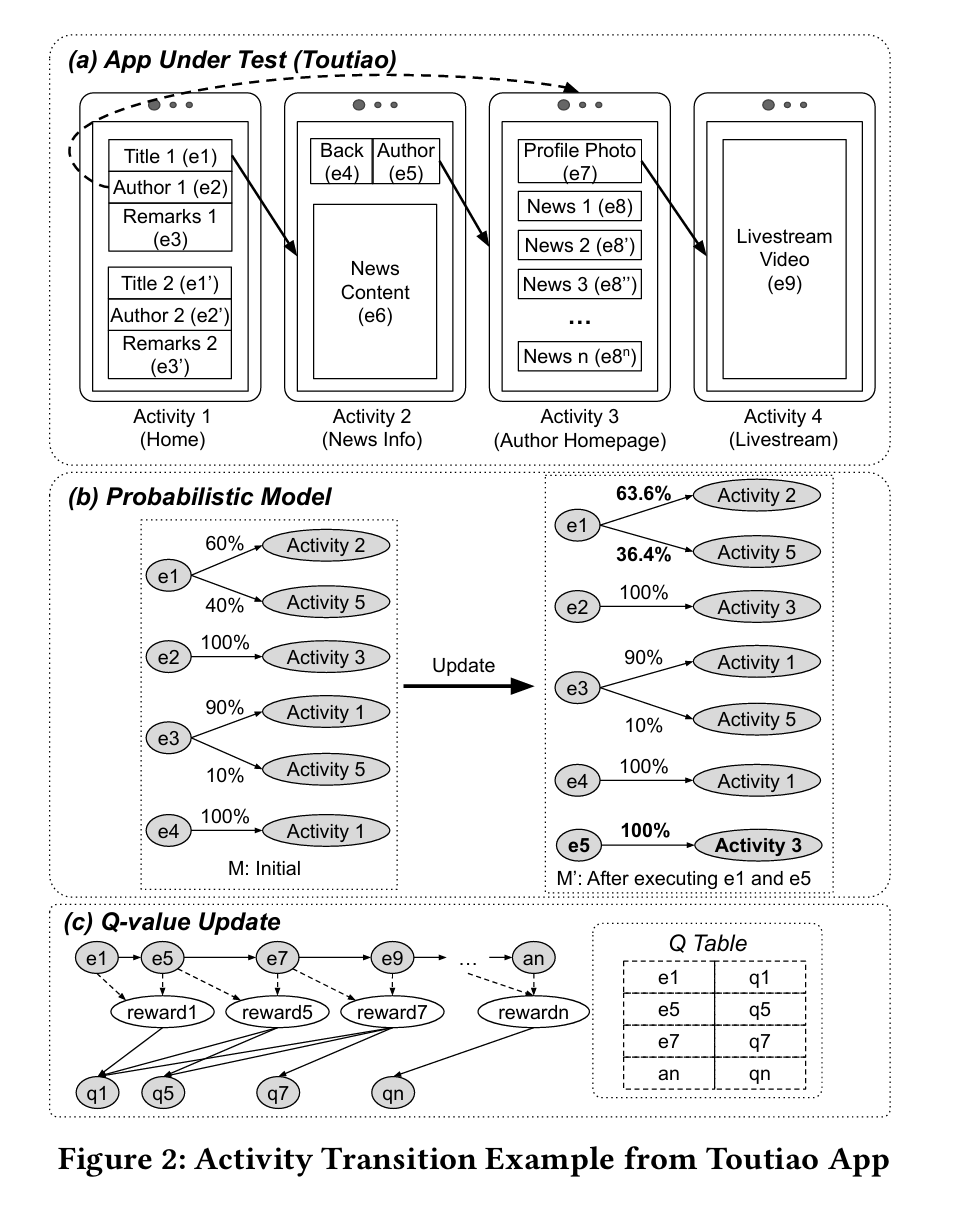 (a) App Under Test (Toutiao)
Title 1 (e1)
Author 1 (e2)
Remarks 1
(e3)
Title 2 (e1’)
Author 2 (e2’)
Remarks 2
(e3’)
Activity 1
(Home)
Back
(e4)
Author
(e5)
News
Content
(e6)
Activity 2
(News Info)
Profile Photo
(e7)
News 1 (e8)
News 2 (e8’)
News 3 (e8’’)
...
News n (e8ⁿ)
Activity 3
(Author Homepage)
Livestream
Video
(e9)
Activity 4
(Livestream)
(b) Probabilistic Model
e1
60%
Activity 2
40%
Activity 5
e2
100%
Activity 3
e3
90%
Activity 1
10%
Activity 5
e4
100%
Activity 1
M: Initial
Update
e1
63.6%
Activity 2
36.4%
Activity 5
e2
100%
Activity 3
e3
90%
Activity 1
10%
Activity 5
e4
100%
Activity 1
e5
100%
Activity 3
M’: After executing e1 and e5
(c) Q-value Update
e1
e5
e7
e9
...
an
reward1
reward5
reward7
rewardn
q1
q5
q7
qn
Q Table
e1 q1
e5 q5
e7 q7
an qn
Figure 2: Activity Transition Example from Toutiao App